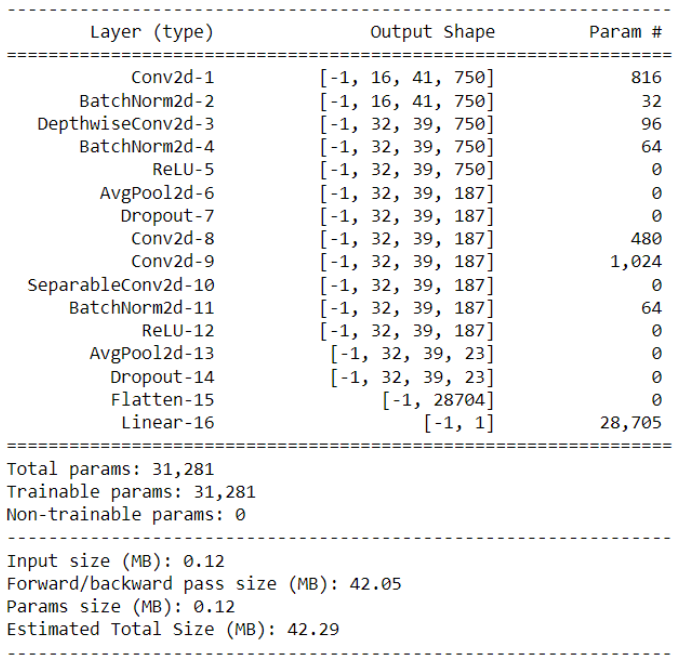 ----------------------------------------------------------------
Layer (type) Output Shape Param #
================================================================
Conv2d-1 [-1, 16, 41, 750] 816
BatchNorm2d-2 [-1, 16, 41, 750] 32
DepthwiseConv2d-3 [-1, 32, 39, 750] 96
BatchNorm2d-4 [-1, 32, 39, 750] 64
ReLU-5 [-1, 32, 39, 750] 0
AvgPool2d-6 [-1, 32, 39, 187] 0
Dropout-7 [-1, 32, 39, 187] 0
Conv2d-8 [-1, 32, 39, 187] 480
Conv2d-9 [-1, 32, 39, 187] 1,024
SeparableConv2d-10 [-1, 32, 39, 187] 0
BatchNorm2d-11 [-1, 32, 39, 187] 64
ReLU-12 [-1, 32, 39, 187] 0
AvgPool2d-13 [-1, 32, 39, 23] 0
Dropout-14 [-1, 32, 39, 23] 0
Flatten-15 [-1, 28704] 0
Linear-16 [-1, 1] 28,705
================================================================
Total params: 31,281
Trainable params: 31,281
Non-trainable params: 0
----------------------------------------------------------------
Input size (MB): 0.12
Forward/backward pass size (MB): 42.05
Params size (MB): 0.12
Estimated Total Size (MB): 42.29
----------------------------------------------------------------